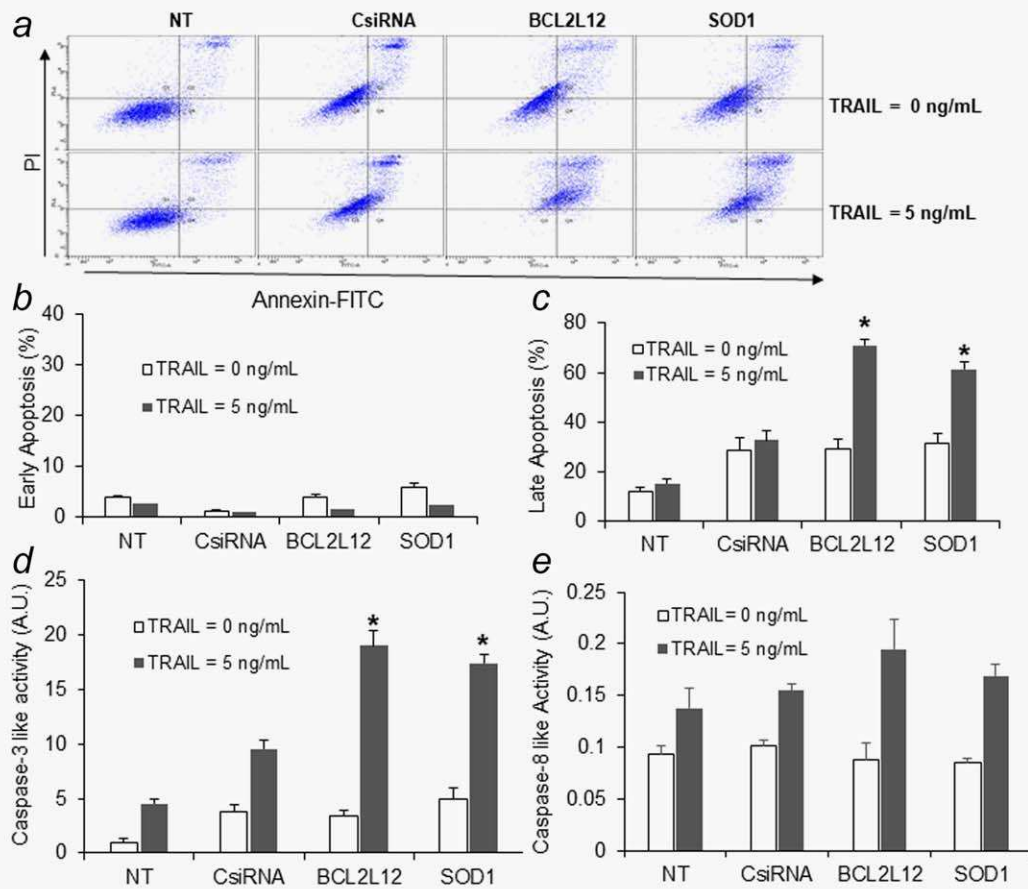 a
NT CsiRNA BCL2L12 SOD1
PI
TRAIL = 0 ng/mL
TRAIL = 5 ng/mL
Annexin-FITC
b
Early Apoptosis (%)
40
30
20
10
0
TRAIL = 0 ng/mL
TRAIL = 5 ng/mL
NT CsiRNA BCL2L12 SOD1
c
Late Apoptosis (%)
80
60
40
20
0
TRAIL = 0 ng/mL
TRAIL = 5 ng/mL
*
*
NT CsiRNA BCL2L12 SOD1
d
Caspase-3 like activity (A.U.)
25
20
15
10
5
0
TRAIL = 0 ng/mL
TRAIL = 5 ng/mL
*
*
NT CsiRNA BCL2L12 SOD1
e
Caspase-8 like Activity (A.U.)
0.25
0.2
0.15
0.1
0.05
0
TRAIL = 0 ng/mL
TRAIL = 5 ng/mL
NT CsiRNA BCL2L12 SOD1